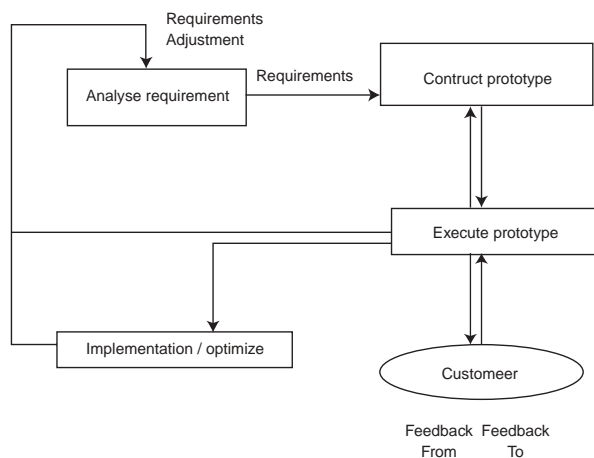 Requirements
Adjustment
Requirements
Analyse requirement
Contruct prototype
Execute prototype
Implementation / optimize
Customeer
Feedback Feedback
From To